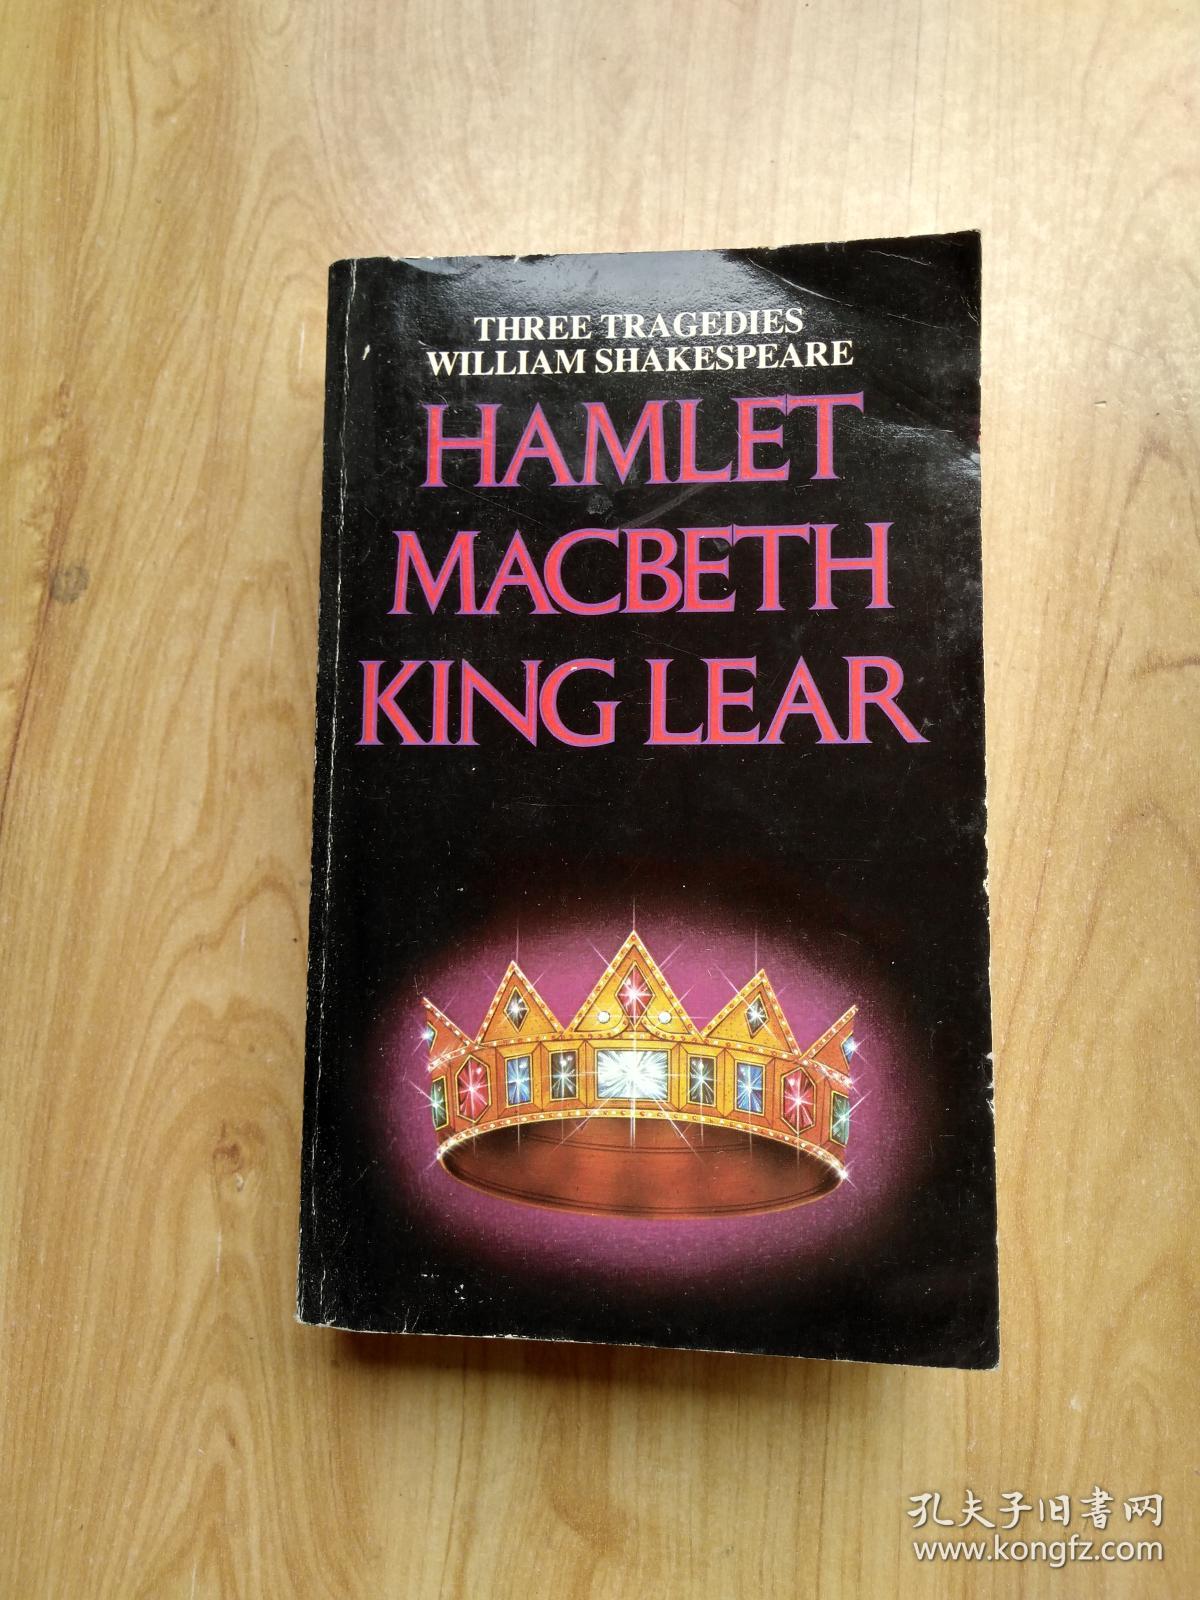 THREE TRAGEDIES
WILLIAM SHAKESPEARE
HAMLET
MACBETH
KING LEAR
孔夫子旧书网
www.kongfz.com